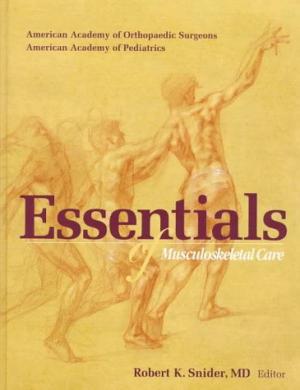 American Academy of Orthopaedic Surgeons
American Academy of Pediatrics
Essentials
of Musculoskeletal Care
Robert K. Snider, MD Editor